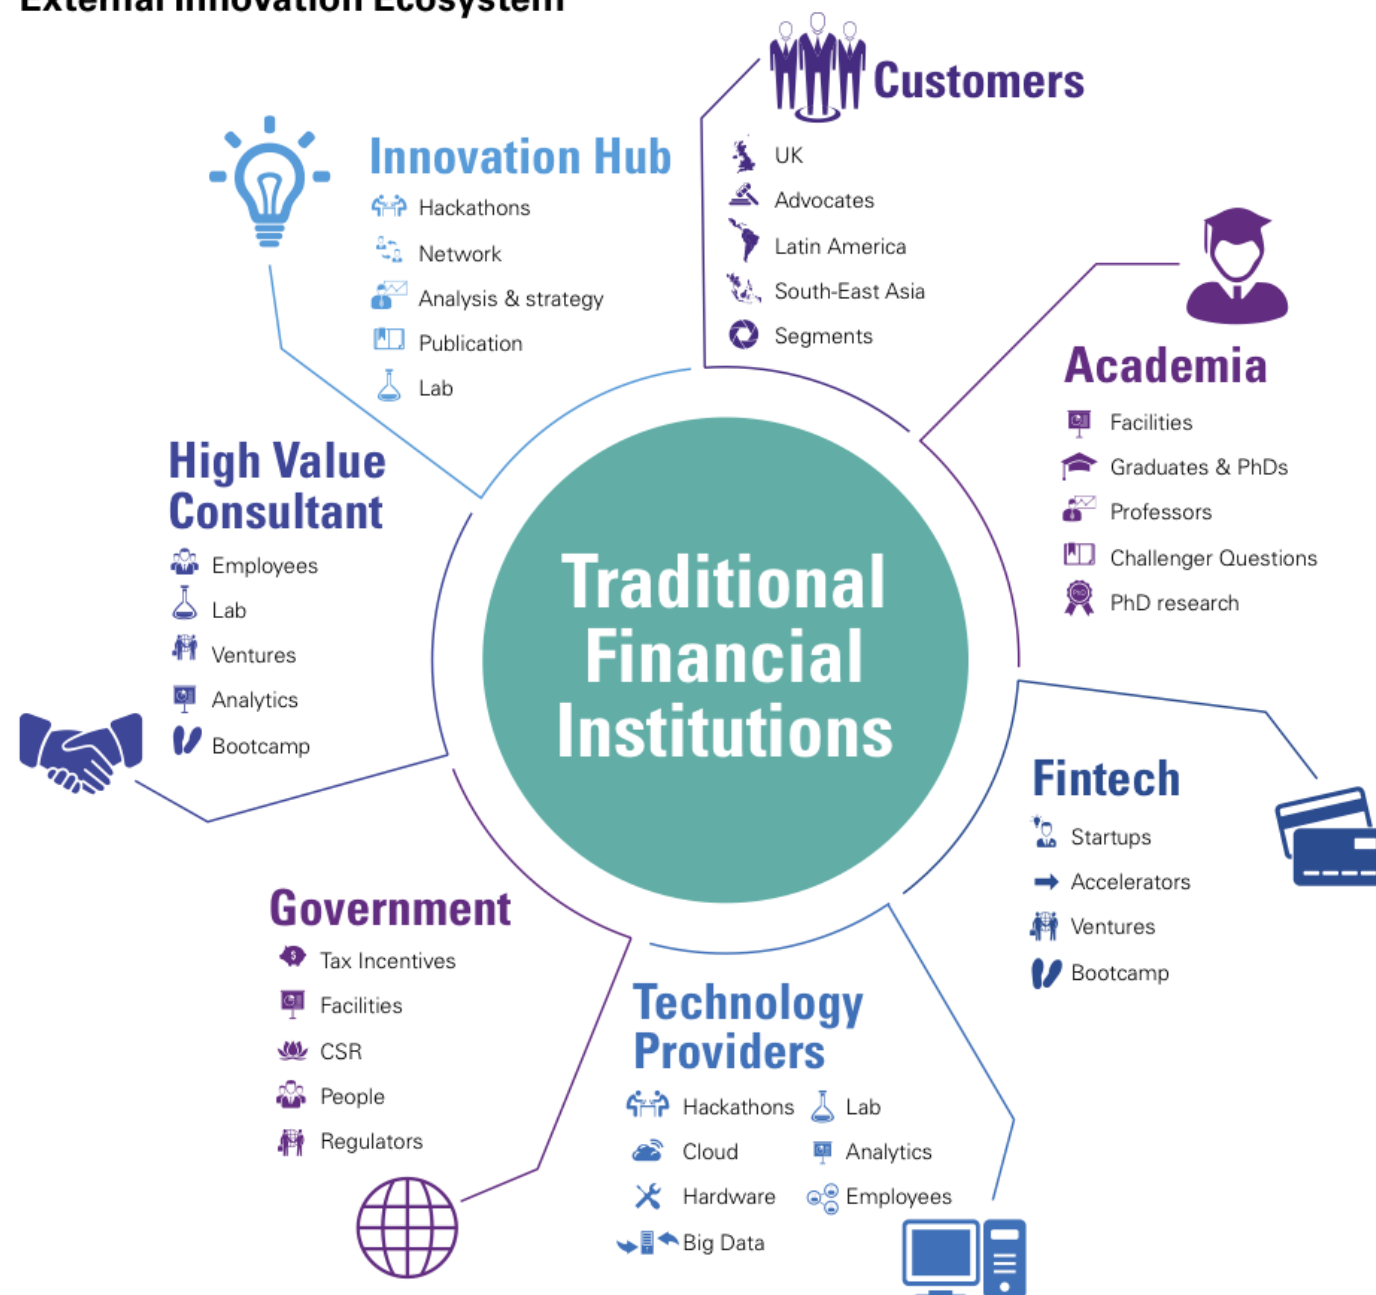 External Innovation Ecosystem
Customers
UK
Advocates
Latin America
South-East Asia
Segments
Innovation Hub
Hackathons
Network
Analysis & strategy
Publication
Lab
Academia
Facilities
Graduates & PhDs
Professors
Challenger Questions
PhD research
High Value
Consultant
Employees
Lab
Ventures
Analytics
Bootcamp
Traditional
Financial
Institutions
Fintech
Startups
Accelerators
Ventures
Bootcamp
Government
Tax Incentives
Facilities
CSR
People
Regulators
Technology
Providers
Hackathons
Cloud
Hardware
Big Data
Lab
Analytics
Employees